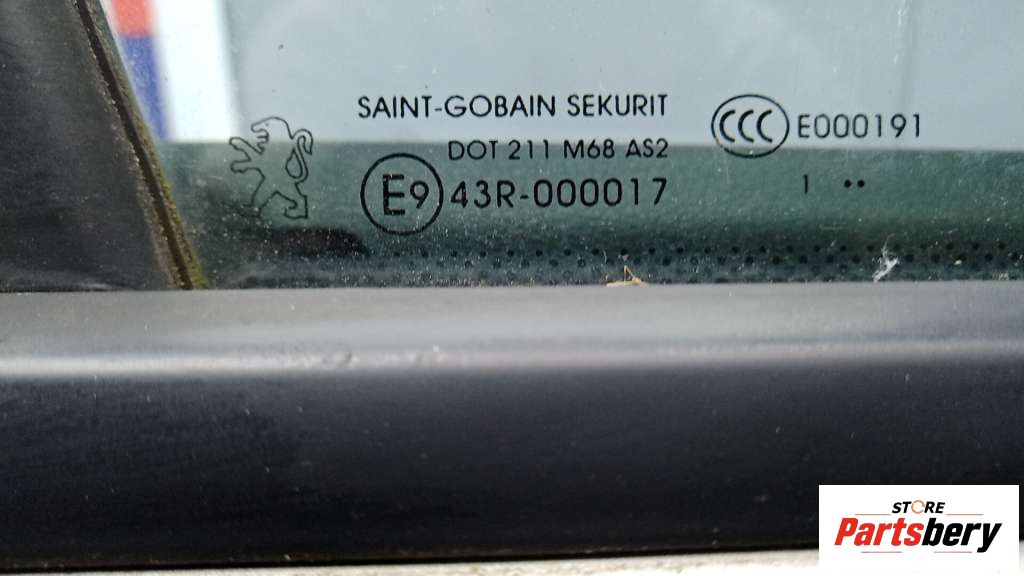 SAINT-GOBAIN SEKURIT
DOT 211 M68 AS2
E9 43R-000017
CCC E000191
1 ••
STORE
Partsbery